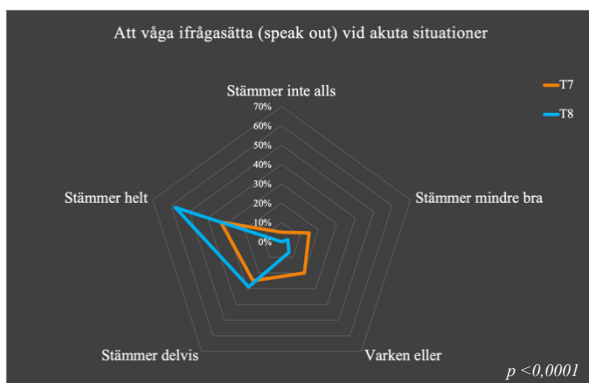 Att våga ifrågasätta (speak out) vid akuta situationer
T7
T8
Stämmer inte alls
70%
60%
50%
40%
30%
20%
10%
0%
Stämmer helt
Stämmer mindre bra
Stämmer delvis
Varken eller
p <0,0001